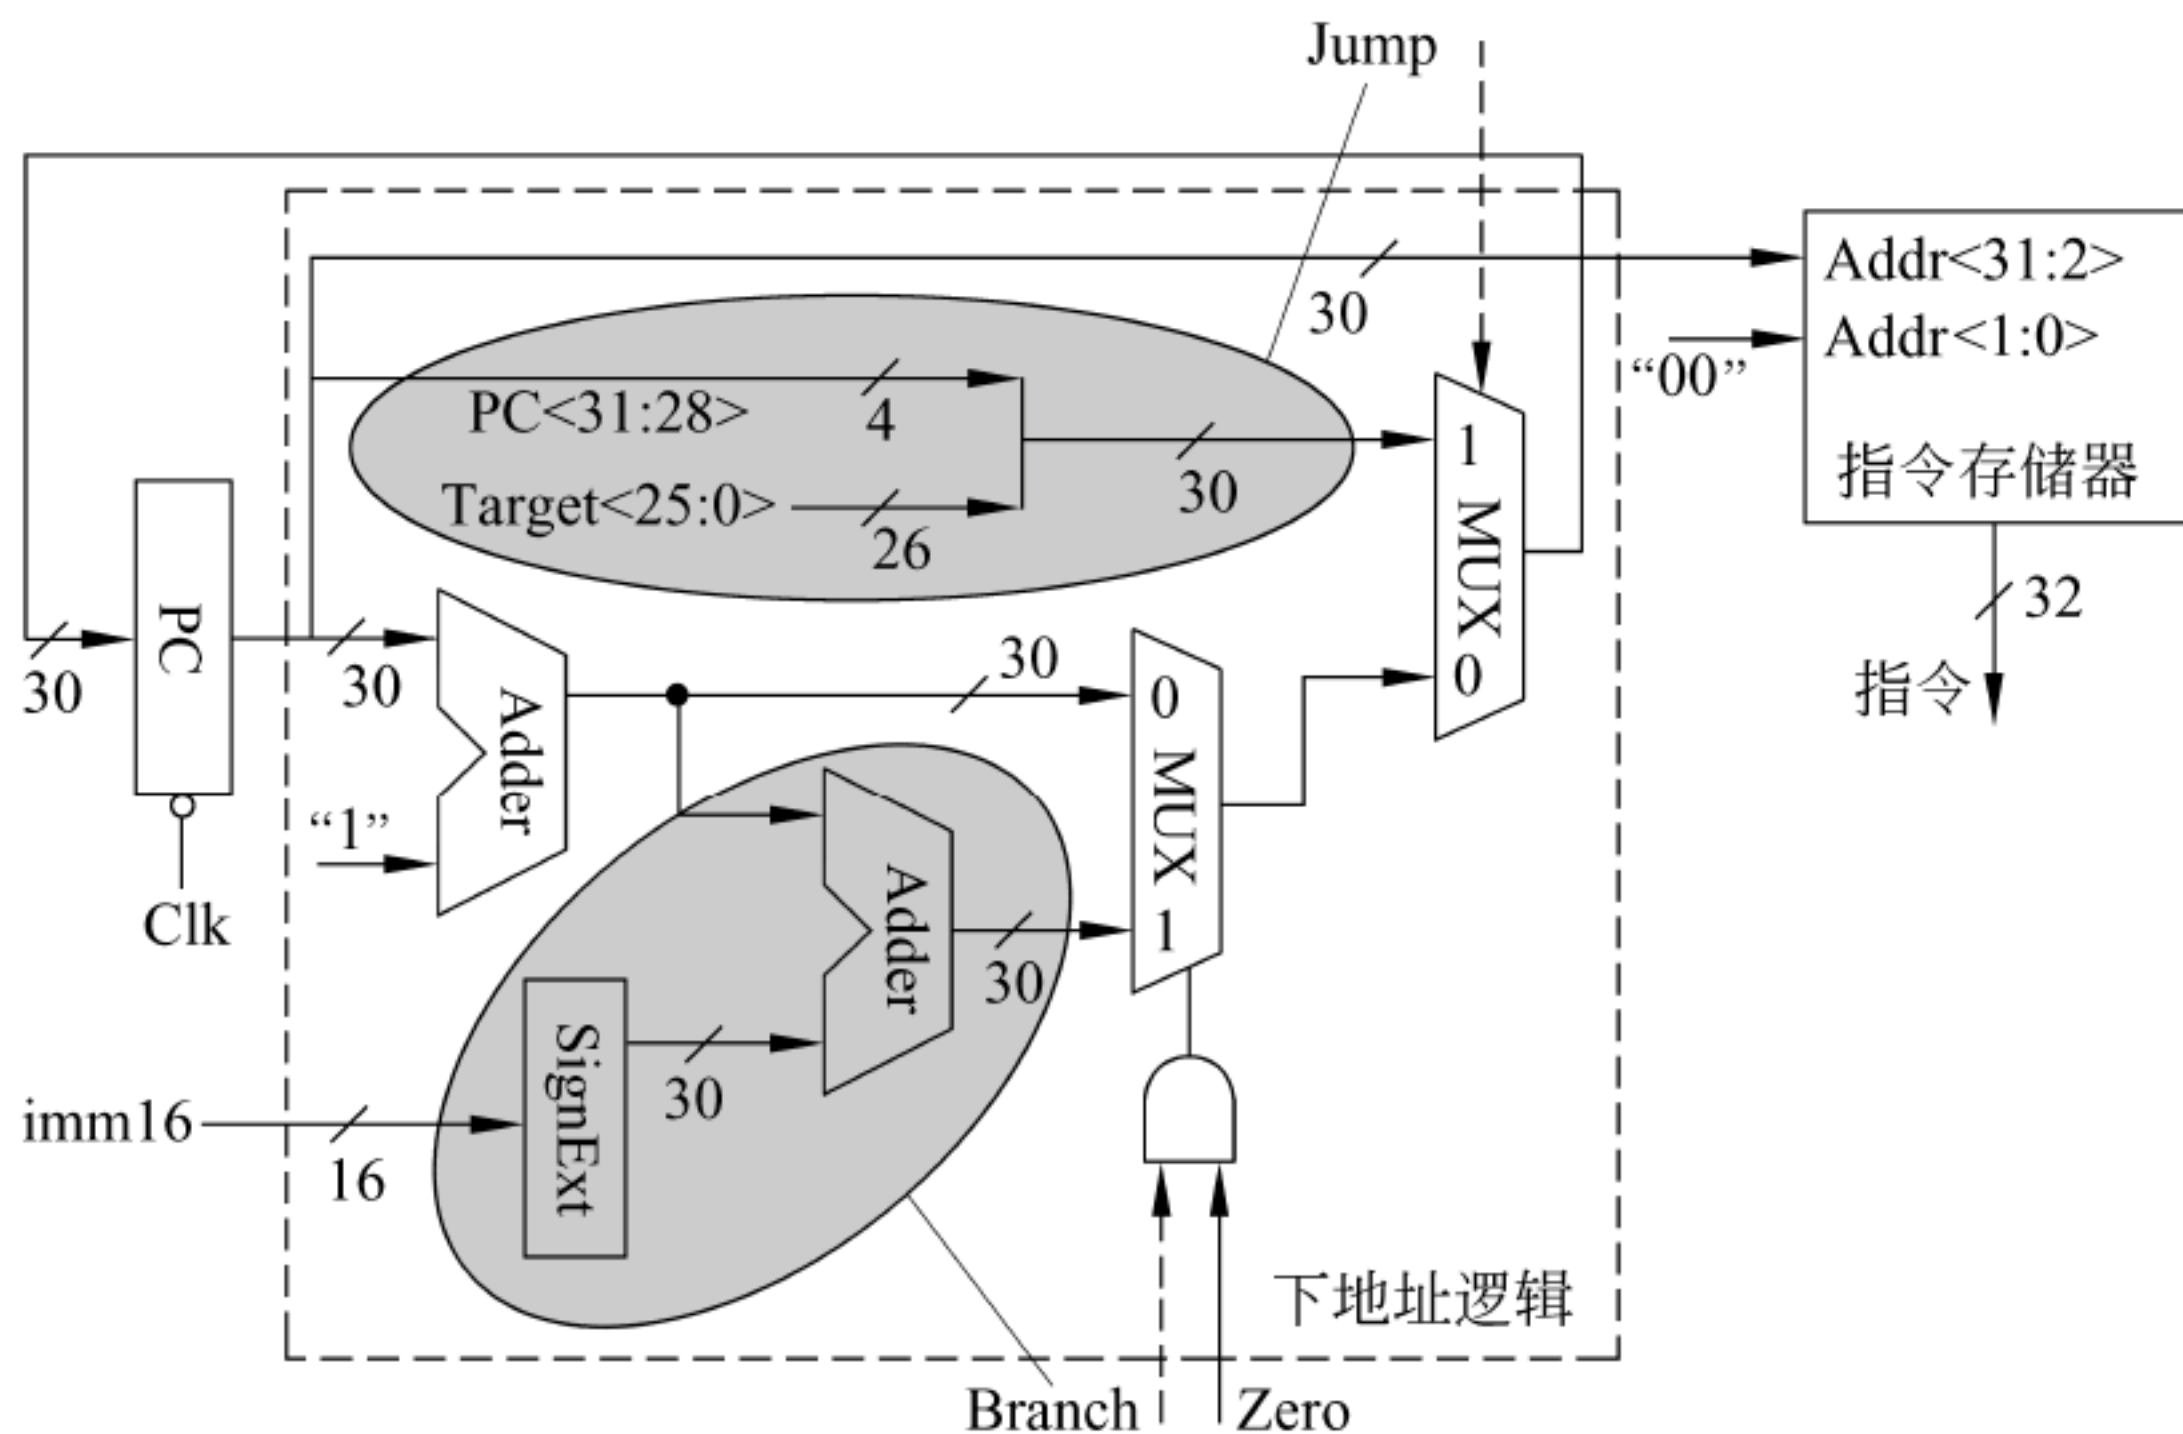 Jump
Addr<31:2>
30
Addr<1:0>
“00”
PC<31:28>
4
1
指令存储器
Target<25:0>
30
26
MUX
32
PC
30
30
30
0
指令
0
Adder
MUX
“1”
Adder
1
Clk
30
SignExt
30
imm16
16
下地址逻辑
Branch
Zero